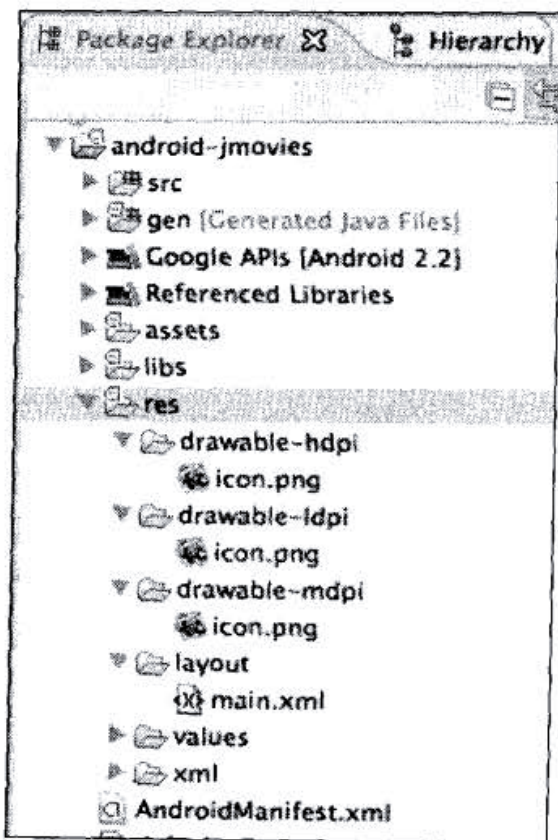 Package Explorer Hierarchy
android-jmovies
src
gen [Generated Java Files]
Google APIs [Android 2.2]
Referenced Libraries
assets
libs
res
drawable-hdpi
icon.png
drawable-ldpi
icon.png
drawable-mdpi
icon.png
layout
main.xml
values
xml
AndroidManifest.xml